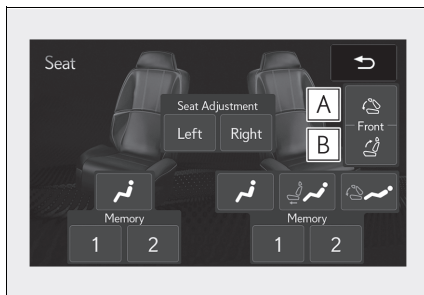 Seat
Seat Adjustment
Left Right
A
Front
B
Memory
1 2
Memory
1 2